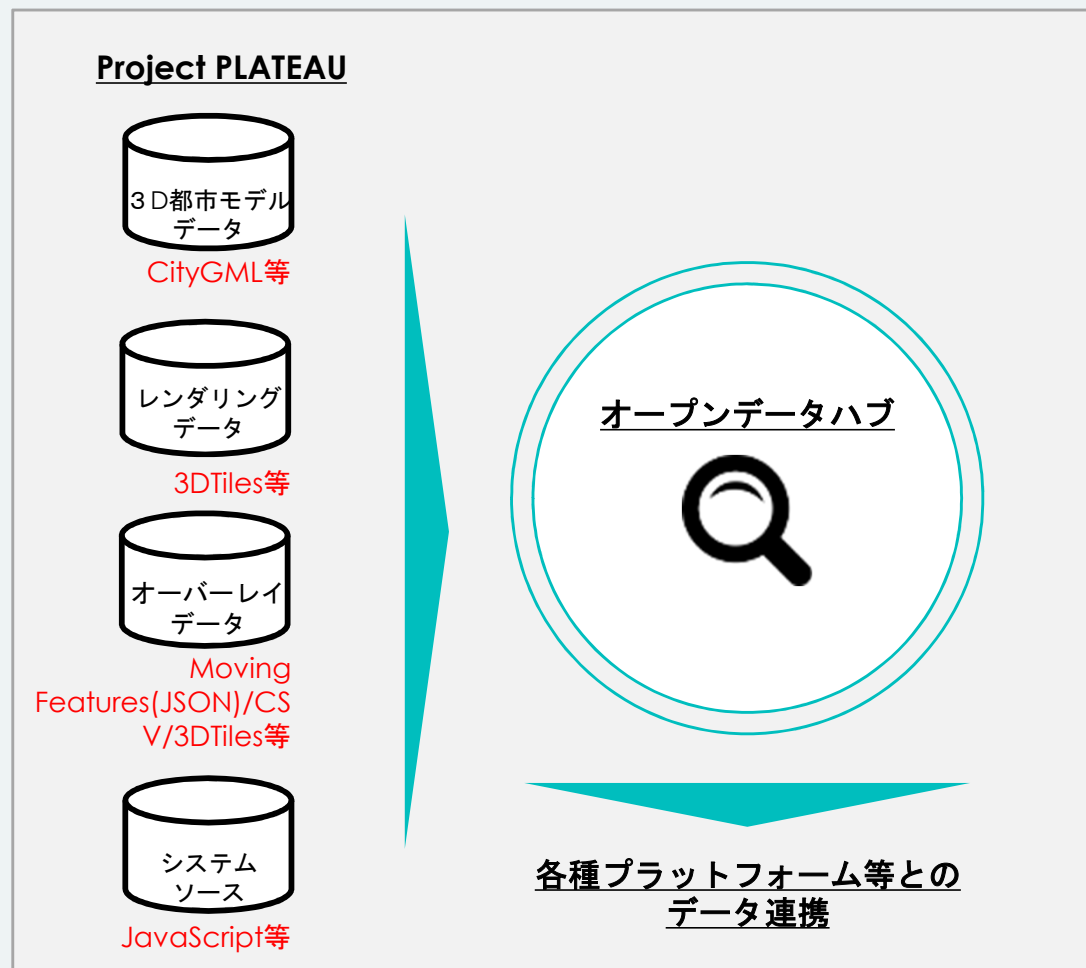 Project PLATEAU
３D都市モデル
データ
CityGML等
レンダリング
データ
3DTiles等
オーバーレイ
データ
Moving
Features(JSON)/CS
V/3DTiles等
システム
ソース
JavaScript等
オープンデータハブ
各種プラットフォーム等との
データ連携